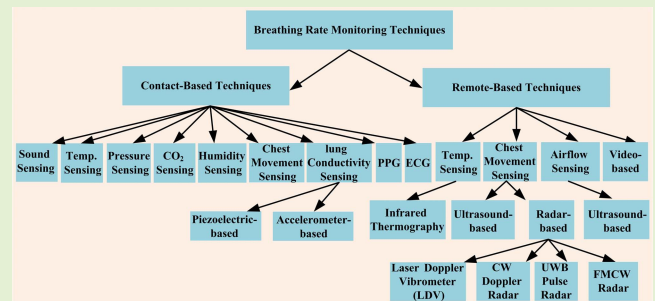 Breathing Rate Monitoring Techniques
Contact-Based Techniques
Remote-Based Techniques
Sound
Sensing
Temp.
Sensing
Pressure
Sensing
CO₂
Sensing
Humidity
Sensing
Chest
Movement
Sensing
lung
Conductivity
Sensing
PPG
ECG
Temp.
Sensing
Chest
Movement
Sensing
Airflow
Sensing
Video-
based
Piezoelectric-
based
Accelerometer-
based
Infrared
Thermography
Ultrasound-
based
Radar-
based
Ultrasound-
based
Laser Doppler
Vibrometer
(LDV)
CW
Doppler
Radar
UWB
Pulse
Radar
FMCW
Radar